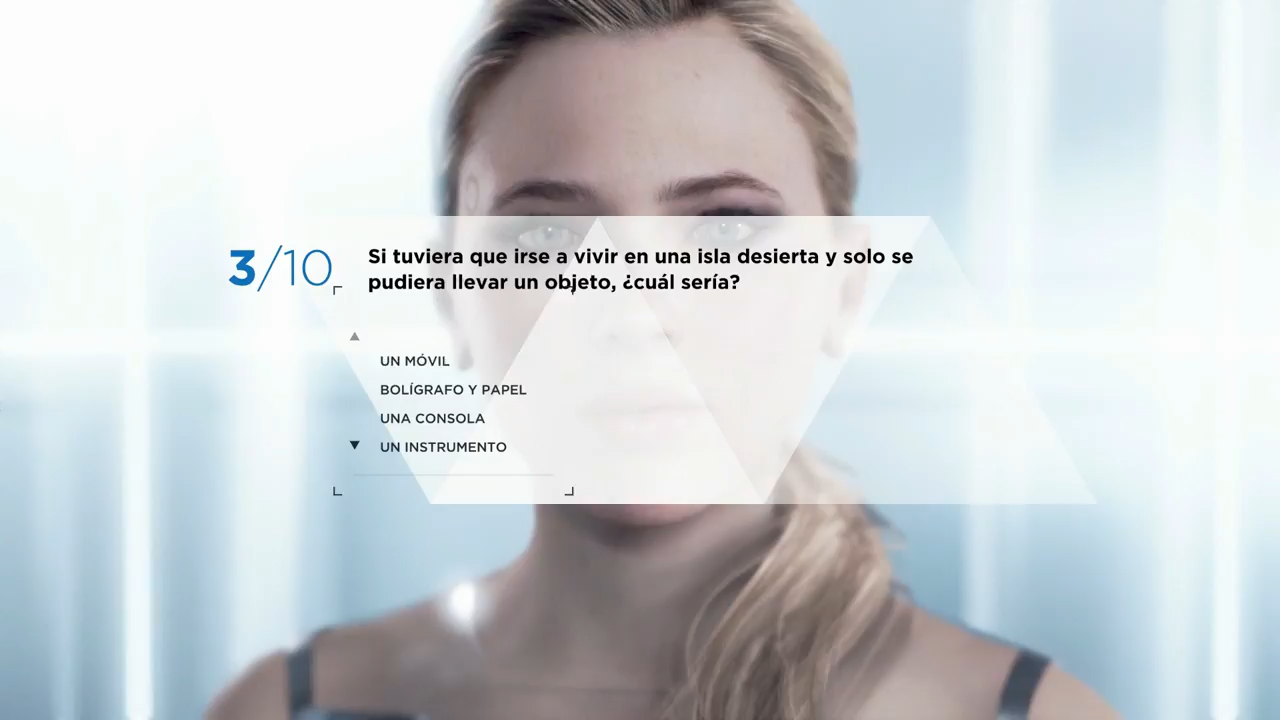 3/10
Si tuviera que irse a vivir en una isla desierta y solo se
pudiera llevar un objeto, ¿cuál sería?
UN MÓVIL
BOLÍGRAFO Y PAPEL
UNA CONSOLA
UN INSTRUMENTO